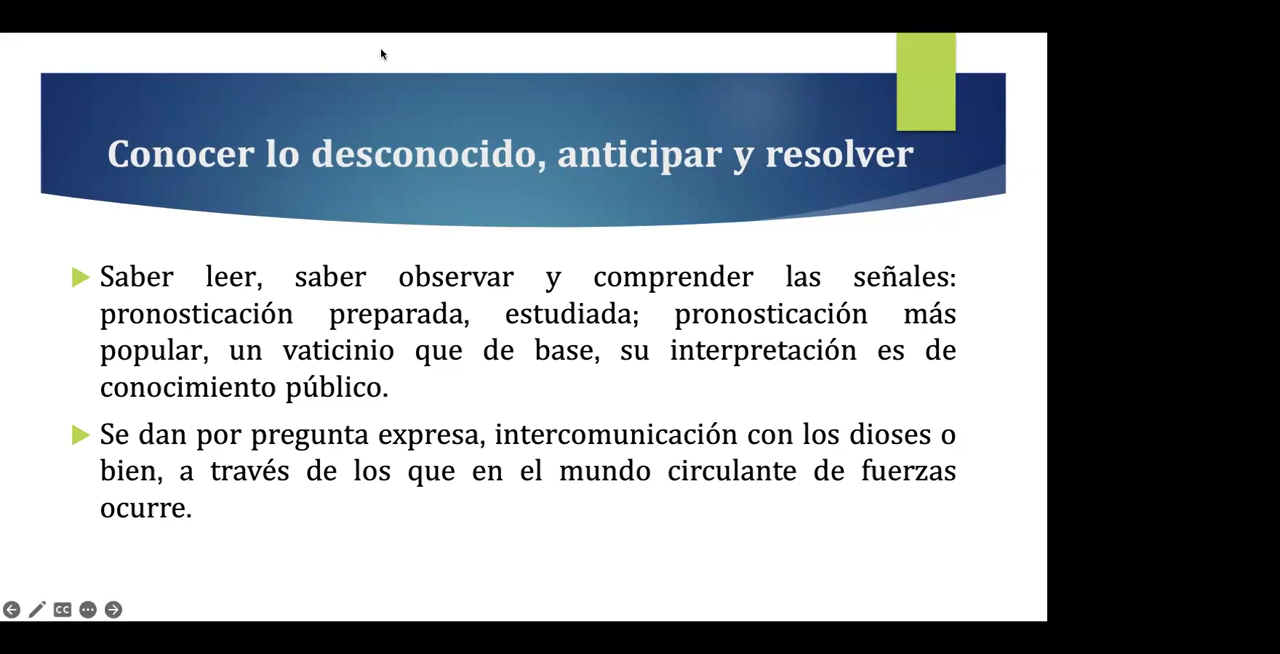 Conocer lo desconocido, anticipar y resolver
Saber leer, saber observar y comprender las señales:
pronosticación preparada, estudiada; pronosticación más
popular, un vaticinio que de base, su interpretación es de
conocimiento público.
Se dan por pregunta expresa, intercomunicación con los dioses o
bien, a través de los que en el mundo circulante de fuerzas
ocurre.
CC